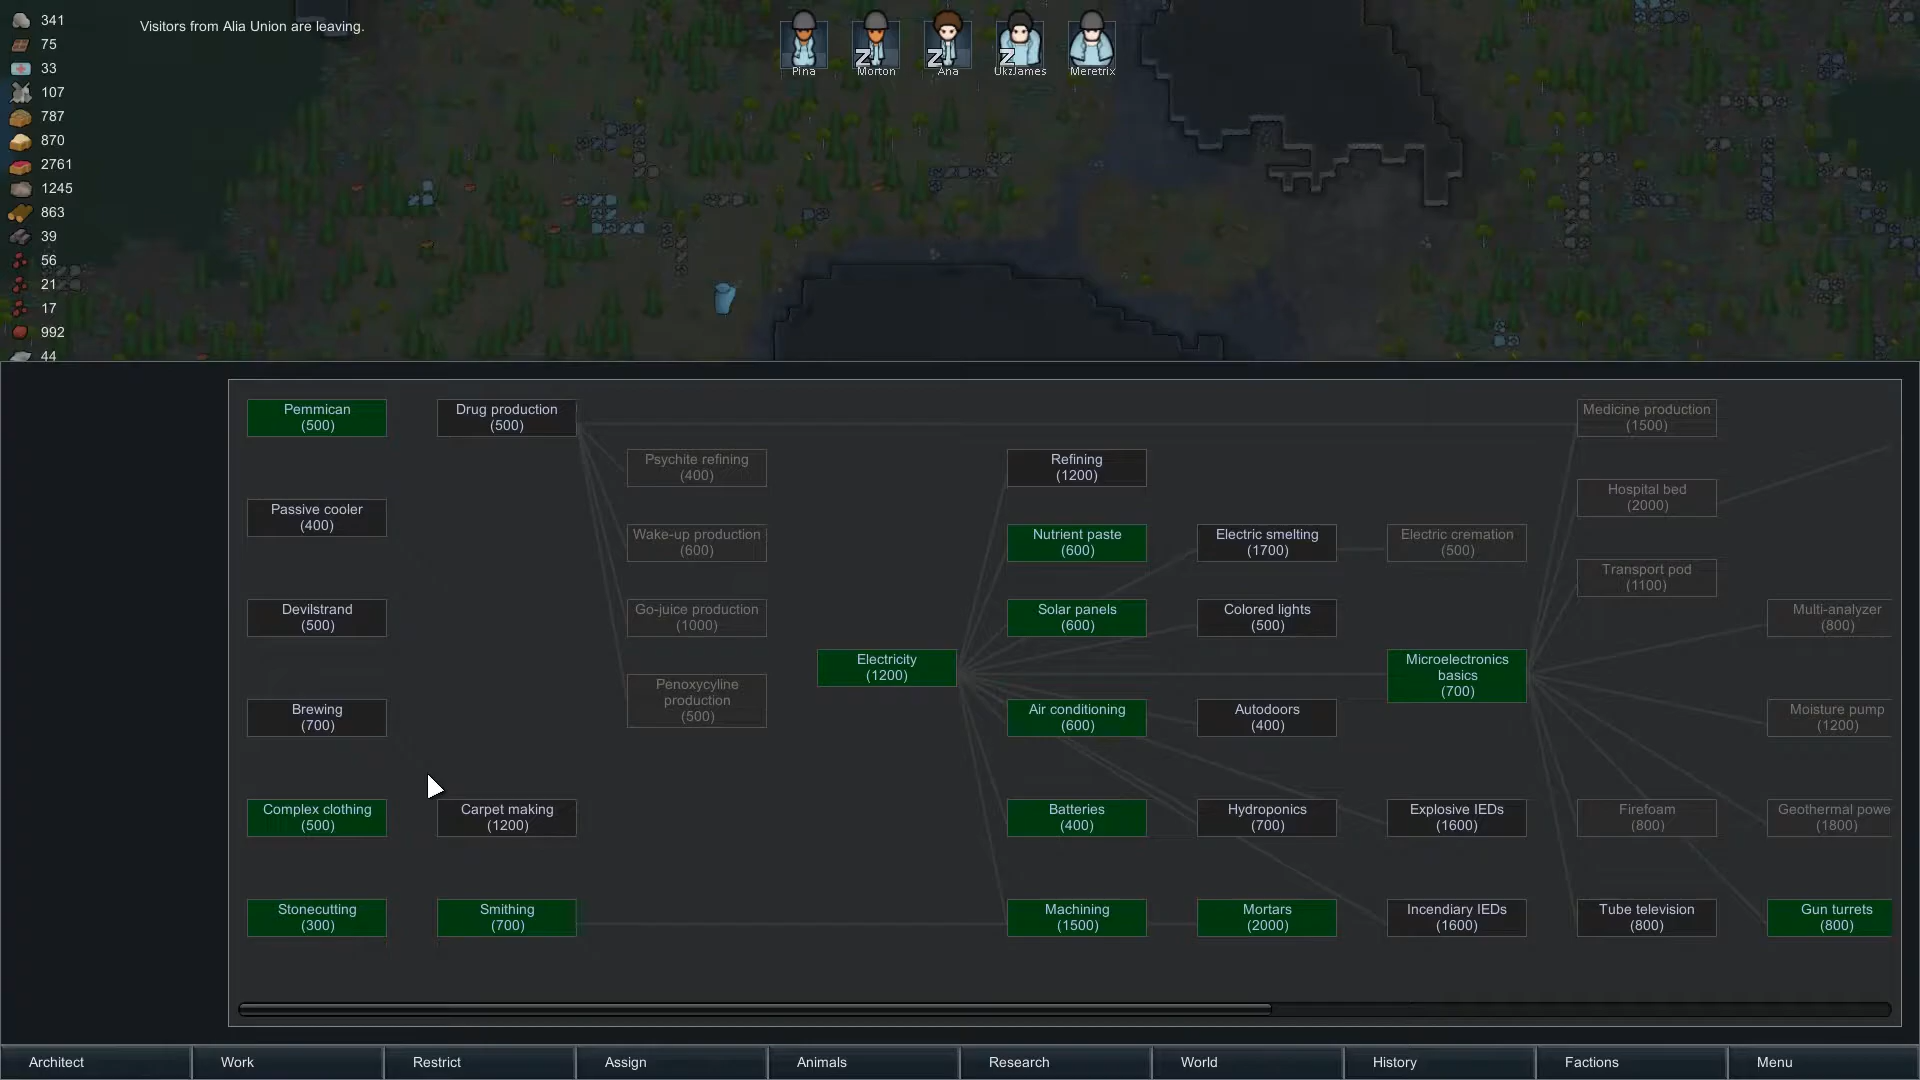 341
75
33
107
787
870
2761
1245
863
39
56
21
17
992
44
Visitors from Alia Union are leaving.
Z
Z
Z
Pina
Morton
Ana
UkzJames
Meretrix
Pemmican
(500)
Drug production
(500)
Medicine production
(1500)
Psychite refining
(400)
Refining
(1200)
Hospital bed
(2000)
Passive cooler
(400)
Wake-up production
(600)
Nutrient paste
(600)
Electric smelting
(1700)
Electric cremation
(500)
Transport pod
(1100)
Devilstrand
(500)
Go-juice production
(1000)
Solar panels
(600)
Colored lights
(500)
Multi-analyzer
(800)
Electricity
(1200)
Microelectronics
basics
(700)
Penoxycyline
production
(500)
Brewing
(700)
Air conditioning
(600)
Autodoors
(400)
Moisture pump
(1200)
Complex clothing
(500)
Carpet making
(1200)
Batteries
(400)
Hydroponics
(700)
Explosive IEDs
(1600)
Firefoam
(800)
Geothermal powe
(1800)
Stonecutting
(300)
Smithing
(700)
Machining
(1500)
Mortars
(2000)
Incendiary IEDs
(1600)
Tube television
(800)
Gun turrets
(800)
Architect
Work
Restrict
Assign
Animals
Research
World
History
Factions
Menu